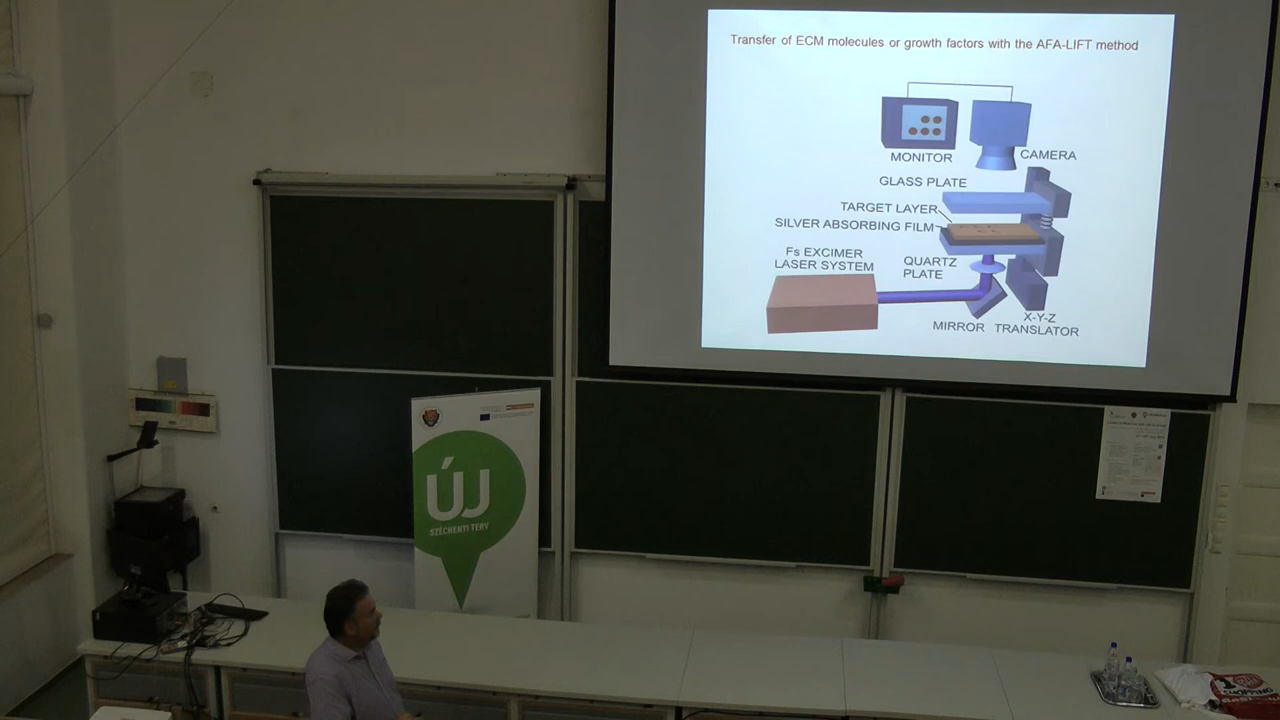 Transfer of ECM molecules or growth factors with the AFA-LIFT method
MONITOR
CAMERA
GLASS PLATE
TARGET LAYER
SILVER ABSORBING FILM
Fs EXCIMER
LASER SYSTEM
QUARTZ
PLATE
MIRROR
X-Y-Z
TRANSLATOR
ÚJ
SZÉCHENYI TERV
SHOPPING